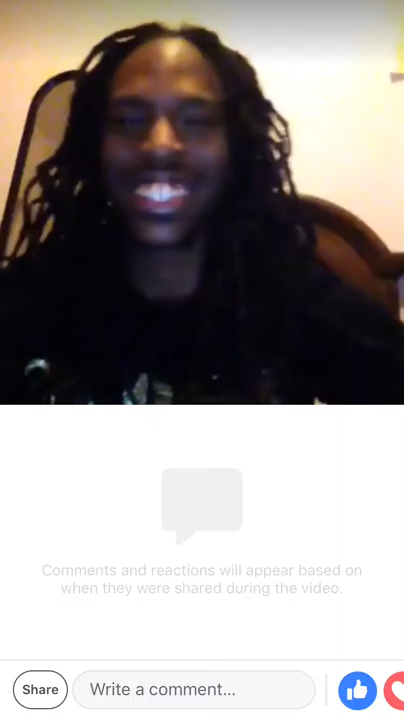 Comments and reactions will appear based on
when they were shared during the video.
Share
Write a comment...